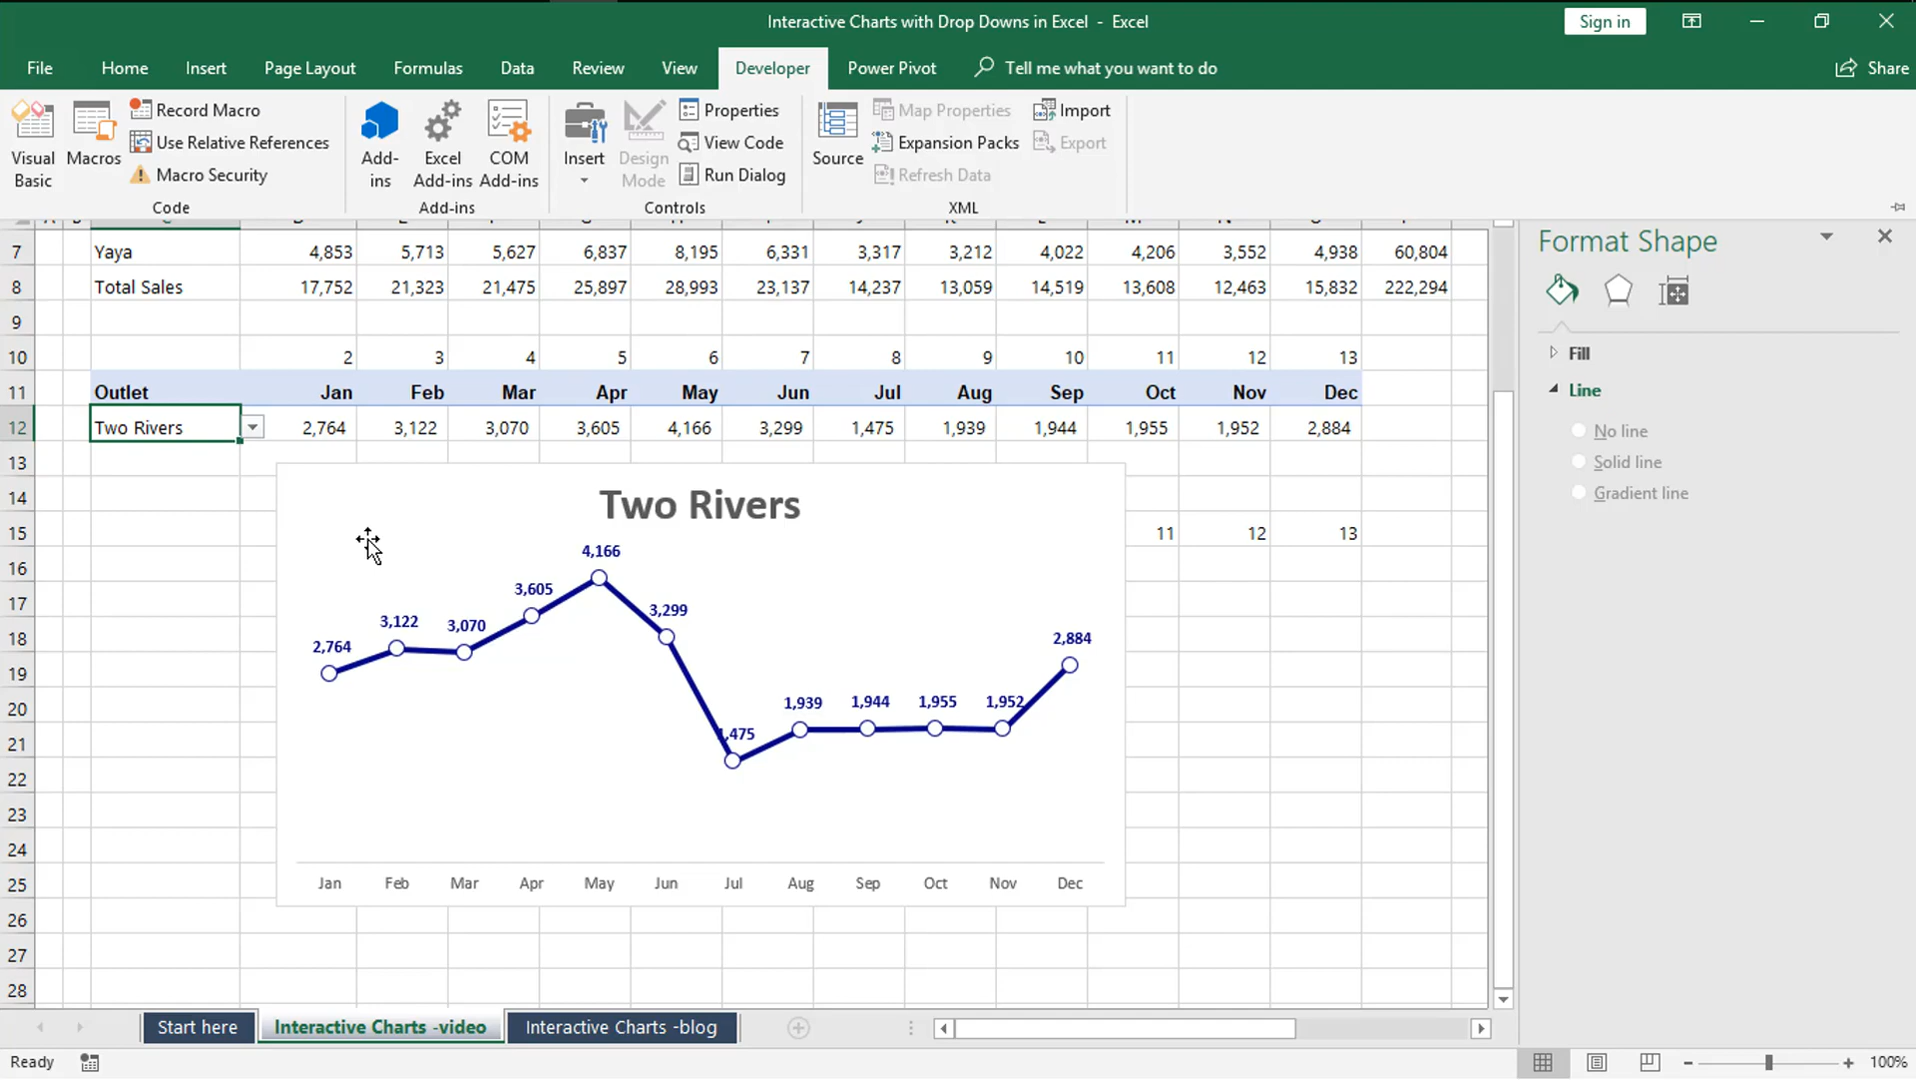 Interactive Charts with Drop Downs in Excel - Excel
Sign in
File Home Insert Page Layout Formulas Data Review View Developer Power Pivot Tell me what you want to do Share
Visual Basic
Macros
Record Macro
Use Relative References
Macro Security
Code
Add-ins
Excel Add-ins
COM Add-ins
Add-ins
Insert
Design Mode
Properties
View Code
Run Dialog
Controls
Source
Map Properties
Expansion Packs
Refresh Data
Import
Export
XML
7 Yaya 4,853 5,713 5,627 6,837 8,195 6,331 3,317 3,212 4,022 4,206 3,552 4,938 60,804
8 Total Sales 17,752 21,323 21,475 25,897 28,993 23,137 14,237 13,059 14,519 13,608 12,463 15,832 222,294
9
10 2 3 4 5 6 7 8 9 10 11 12 13
11 Outlet Jan Feb Mar Apr May Jun Jul Aug Sep Oct Nov Dec
12 Two Rivers 2,764 3,122 3,070 3,605 4,166 3,299 1,475 1,939 1,944 1,955 1,952 2,884
13
14
15 11 12 13
16
17
18
19
20
21
22
23
24
25
26
27
28
Two Rivers
2,764 3,122 3,070 3,605 4,166 3,299 ,475 1,939 1,944 1,955 1,952 2,884
Jan Feb Mar Apr May Jun Jul Aug Sep Oct Nov Dec
Format Shape
Fill
Line
No line
Solid line
Gradient line
Start here Interactive Charts -video Interactive Charts -blog
Ready
100%